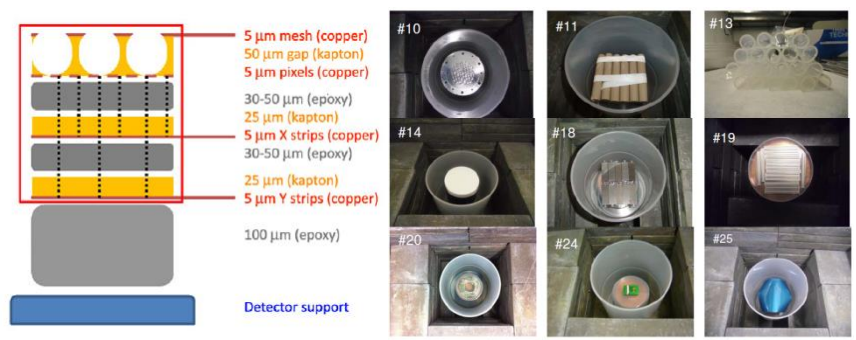 5 μm mesh (copper)
50 μm gap (kapton)
5 μm pixels (copper)
30-50 μm (epoxy)
25 μm (kapton)
5 μm X strips (copper)
30-50 μm (epoxy)
25 μm (kapton)
5 μm Y strips (copper)
100 μm (epoxy)
Detector support
#10
#11
#13
#14
#18
#19
#20
#24
#25